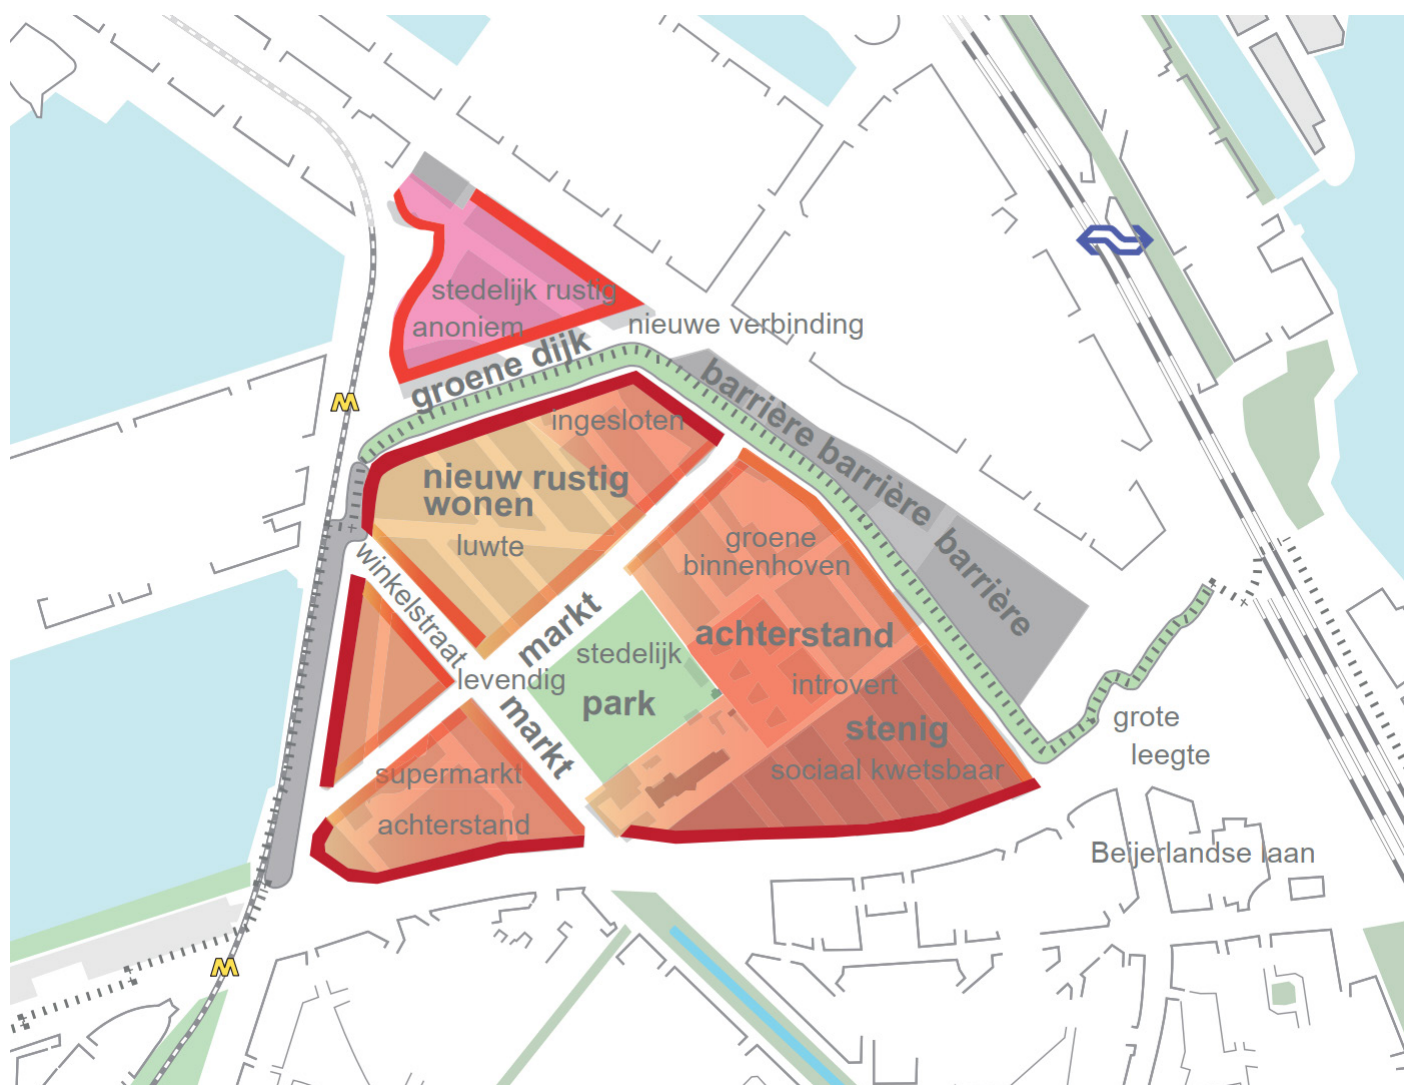 stedelijk rustig
anoniem
nieuwe verbinding
groene dijk
barrière barrière barrière
ingesloten
nieuw rustig
wonen
luwte
groene
binnenhoven
winkelstraat
markt
achterstand
stedelijk
levendig
introvert
park
markt
stenig
grote
leegte
supermarkt
sociaal kwetsbaar
achterstand
Beijerlandse laan
M
M